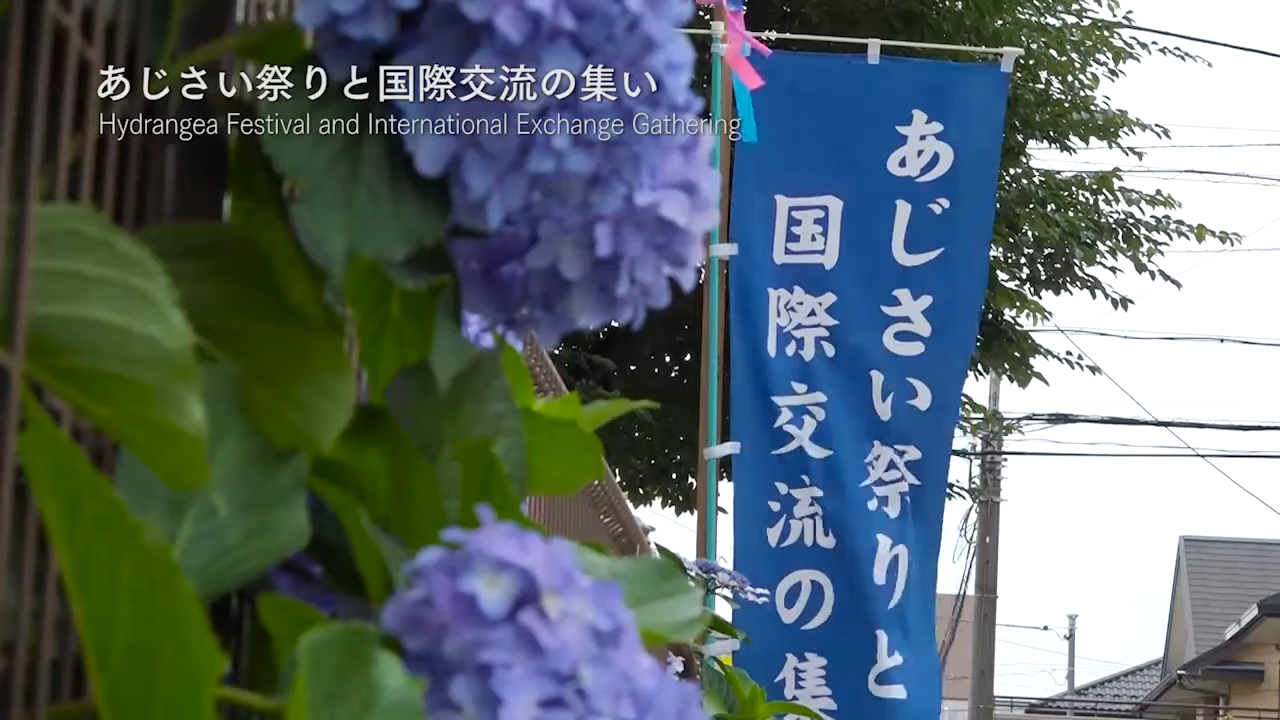 あじさい祭りと国際交流の集い
Hydrangea Festival and International Exchange Gathering
あじさい祭りと
国際交流の集